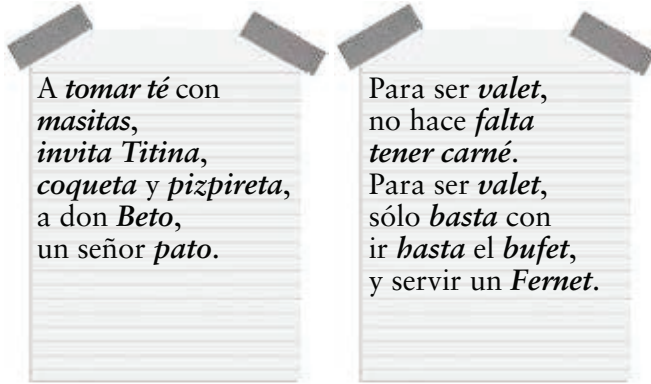 A tomar té con
masitas,
invita Titina,
coqueta y pizpireta,
a don Beto,
un señor pato.
Para ser valet,
no hace falta
tener carné.
Para ser valet,
sólo basta con
ir hasta el bufet,
y servir un Fernet.